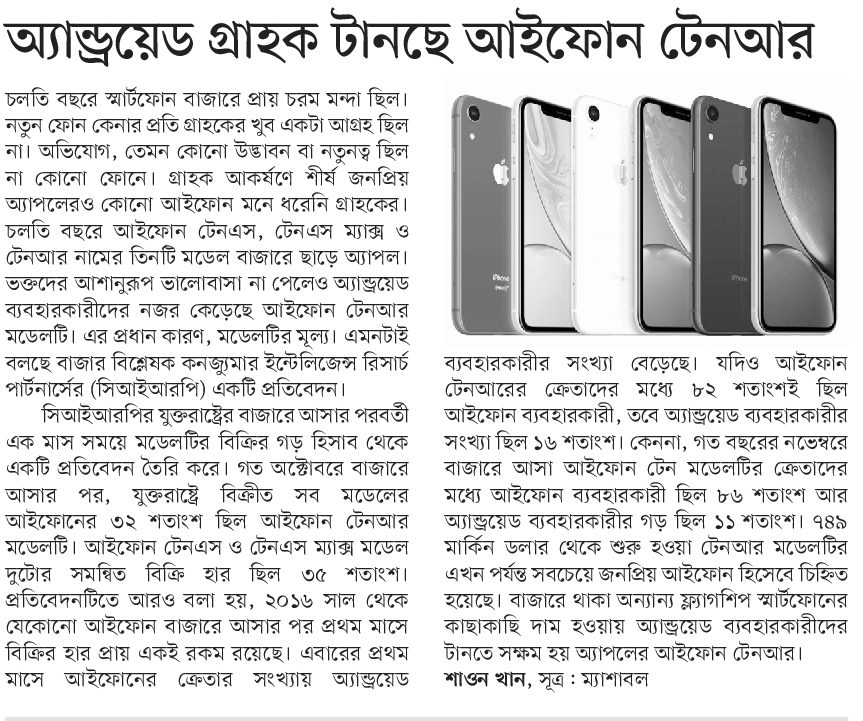 অ্যান্ড্রয়েড গ্রাহক টানছে আইফোন টেনআর
চলতি বছরে স্মার্টফোন বাজারে প্রায় চরম মন্দা ছিল।
নতুন ফোন কেনার প্রতি গ্রাহকের খুব একটা আগ্রহ ছিল
না। অভিযোগ, তেমন কোনো উদ্ভাবন বা নতুনত্ব ছিল
না কোনো ফোনে। গ্রাহক আকর্ষণে শীর্ষ জনপ্রিয়
অ্যাপলেরও কোনো আইফোন মনে ধরেনি গ্রাহকের।
চলতি বছরে আইফোন টেনএস, টেনএস ম্যাক্স ও
টেনআর নামের তিনটি মডেল বাজারে ছাড়ে অ্যাপল।
ভক্তদের আশানুরূপ ভালোবাসা না পেলেও অ্যান্ড্রয়েড
ব্যবহারকারীদের নজর কেড়েছে আইফোন টেনআর
মডেলটি। এর প্রধান কারণ, মডেলটির মূল্য। এমনটাই
বলছে বাজার বিশ্লেষক কনজ্যুমার ইন্টেলিজেন্স রিসার্চ
পার্টনার্সের (সিআইআরপি) একটি প্রতিবেদন।
সিআইআরপির যুক্তরাষ্ট্রের বাজারে আসার পরবর্তী
এক মাস সময়ে মডেলটির বিক্রির গড় হিসাব থেকে
একটি প্রতিবেদন তৈরি করে। গত অক্টোবরে বাজারে
আসার পর, যুক্তরাষ্ট্রে বিক্রীত সব মডেলের
আইফোনের ৩২ শতাংশ ছিল আইফোন টেনআর
মডেলটি। আইফোন টেনএস ও টেনএস ম্যাক্স মডেল
দুটোর সমন্বিত বিক্রি হার ছিল ৩৫ শতাংশ।
প্রতিবেদনটিতে আরও বলা হয়, ২০১৬ সাল থেকে
যেকোনো আইফোন বাজারে আসার পর প্রথম মাসে
বিক্রির হার প্রায় একই রকম রয়েছে। এবারের প্রথম
মাসে আইফোনের ক্রেতার সংখ্যায় অ্যান্ড্রয়েড
iPhone
iPhone
iPhone
ব্যবহারকারীর সংখ্যা বেড়েছে। যদিও আইফোন
টেনআরের ক্রেতাদের মধ্যে ৮২ শতাংশই ছিল
আইফোন ব্যবহারকারী, তবে অ্যান্ড্রয়েড ব্যবহারকারীর
সংখ্যা ছিল ১৬ শতাংশ। কেননা, গত বছরের নভেম্বরে
বাজারে আসা আইফোন টেন মডেলটির ক্রেতাদের
মধ্যে আইফোন ব্যবহারকারী ছিল ৮৬ শতাংশ আর
অ্যান্ড্রয়েড ব্যবহারকারীর গড় ছিল ১১ শতাংশ। ৭৪৯
মার্কিন ডলার থেকে শুরু হওয়া টেনআর মডেলটির
এখন পর্যন্ত সবচেয়ে জনপ্রিয় আইফোন হিসেবে চিহ্নিত
হয়েছে। বাজারে থাকা অন্যান্য ফ্ল্যাগশিপ স্মার্টফোনের
কাছাকাছি দাম হওয়ায় অ্যান্ড্রয়েড ব্যবহারকারীদের
টানতে সক্ষম হয় অ্যাপলের আইফোন টেনআর।
শাওন খান, সূত্র : ম্যাশাবল